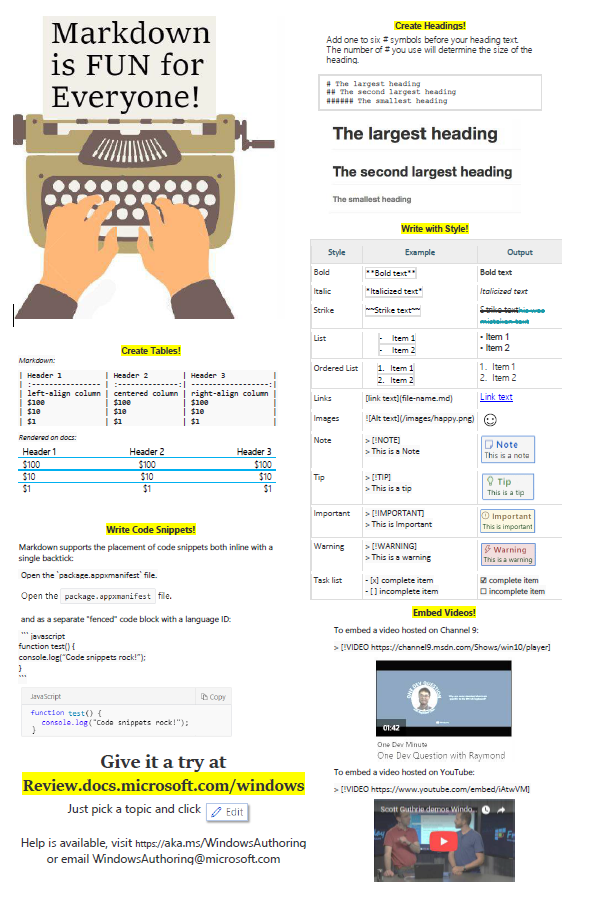 Markdown
is FUN for
Everyone!
Create Tables!
Markdown:
| Header 1 | Header 2 | Header 3 |
| :---------------- | :---------------: | ----------------: |
| left-align column | centered column | right-align column |
| $100 | $100 | $100 |
| $10 | $10 | $10 |
| $1 | $1 | $1 |
Rendered on docs:
Header 1 Header 2 Header 3
$100 $100 $100
$10 $10 $10
$1 $1 $1
Write Code Snippets!
Markdown supports the placement of code snippets both inline with a
single backtick:
Open the `package.appxmanifest` file.
Open the package.appxmanifest file.
and as a separate "fenced" code block with a language ID:
``` javascript
function test() {
console.log("Code snippets rock!");
}
```
JavaScript Copy
function test() {
console.log("Code snippets rock!");
}
Give it a try at
Review.docs.microsoft.com/windows
Just pick a topic and click Edit
Help is available, visit https://aka.ms/WindowsAuthoring
or email WindowsAuthoring@microsoft.com
Create Headings!
Add one to six # symbols before your heading text.
The number of # you use will determine the size of the
heading.
# The largest heading
## The second largest heading
###### The smallest heading
The largest heading
The second largest heading
The smallest heading
Write with Style!
Style Example Output
Bold **Bold text** Bold text
Italic *Italicized text* Italicized text
Strike ~~Strike text~~ Strike text this was
mistaken text
List - Item 1 • Item 1
- Item 2 • Item 2
Ordered List 1. Item 1 1. Item 1
2. Item 2 2. Item 2
Links [link text](file-name.md) Link text
Images ![Alt text](/images/happy.png)
Note > [!NOTE] Note
> This is a Note This is a note
Tip > [!TIP] Tip
> This is a tip This is a tip
Important > [!IMPORTANT] Important
> This is Important This is important
Warning > [!WARNING] Warning
> This is a warning This is a warning
Task list - [x] complete item complete item
- [ ] incomplete item incomplete item
Embed Videos!
To embed a video hosted on Channel 9:
> [!VIDEO https://channel9.msdn.com/Shows/win10/player]
ONE DEV QUESTION
01:42
One Dev Minute
One Dev Question with Raymond
To embed a video hosted on YouTube:
> [!VIDEO https://www.youtube.com/embed/iAtwVM]
Scott Guthrie demos Windo...